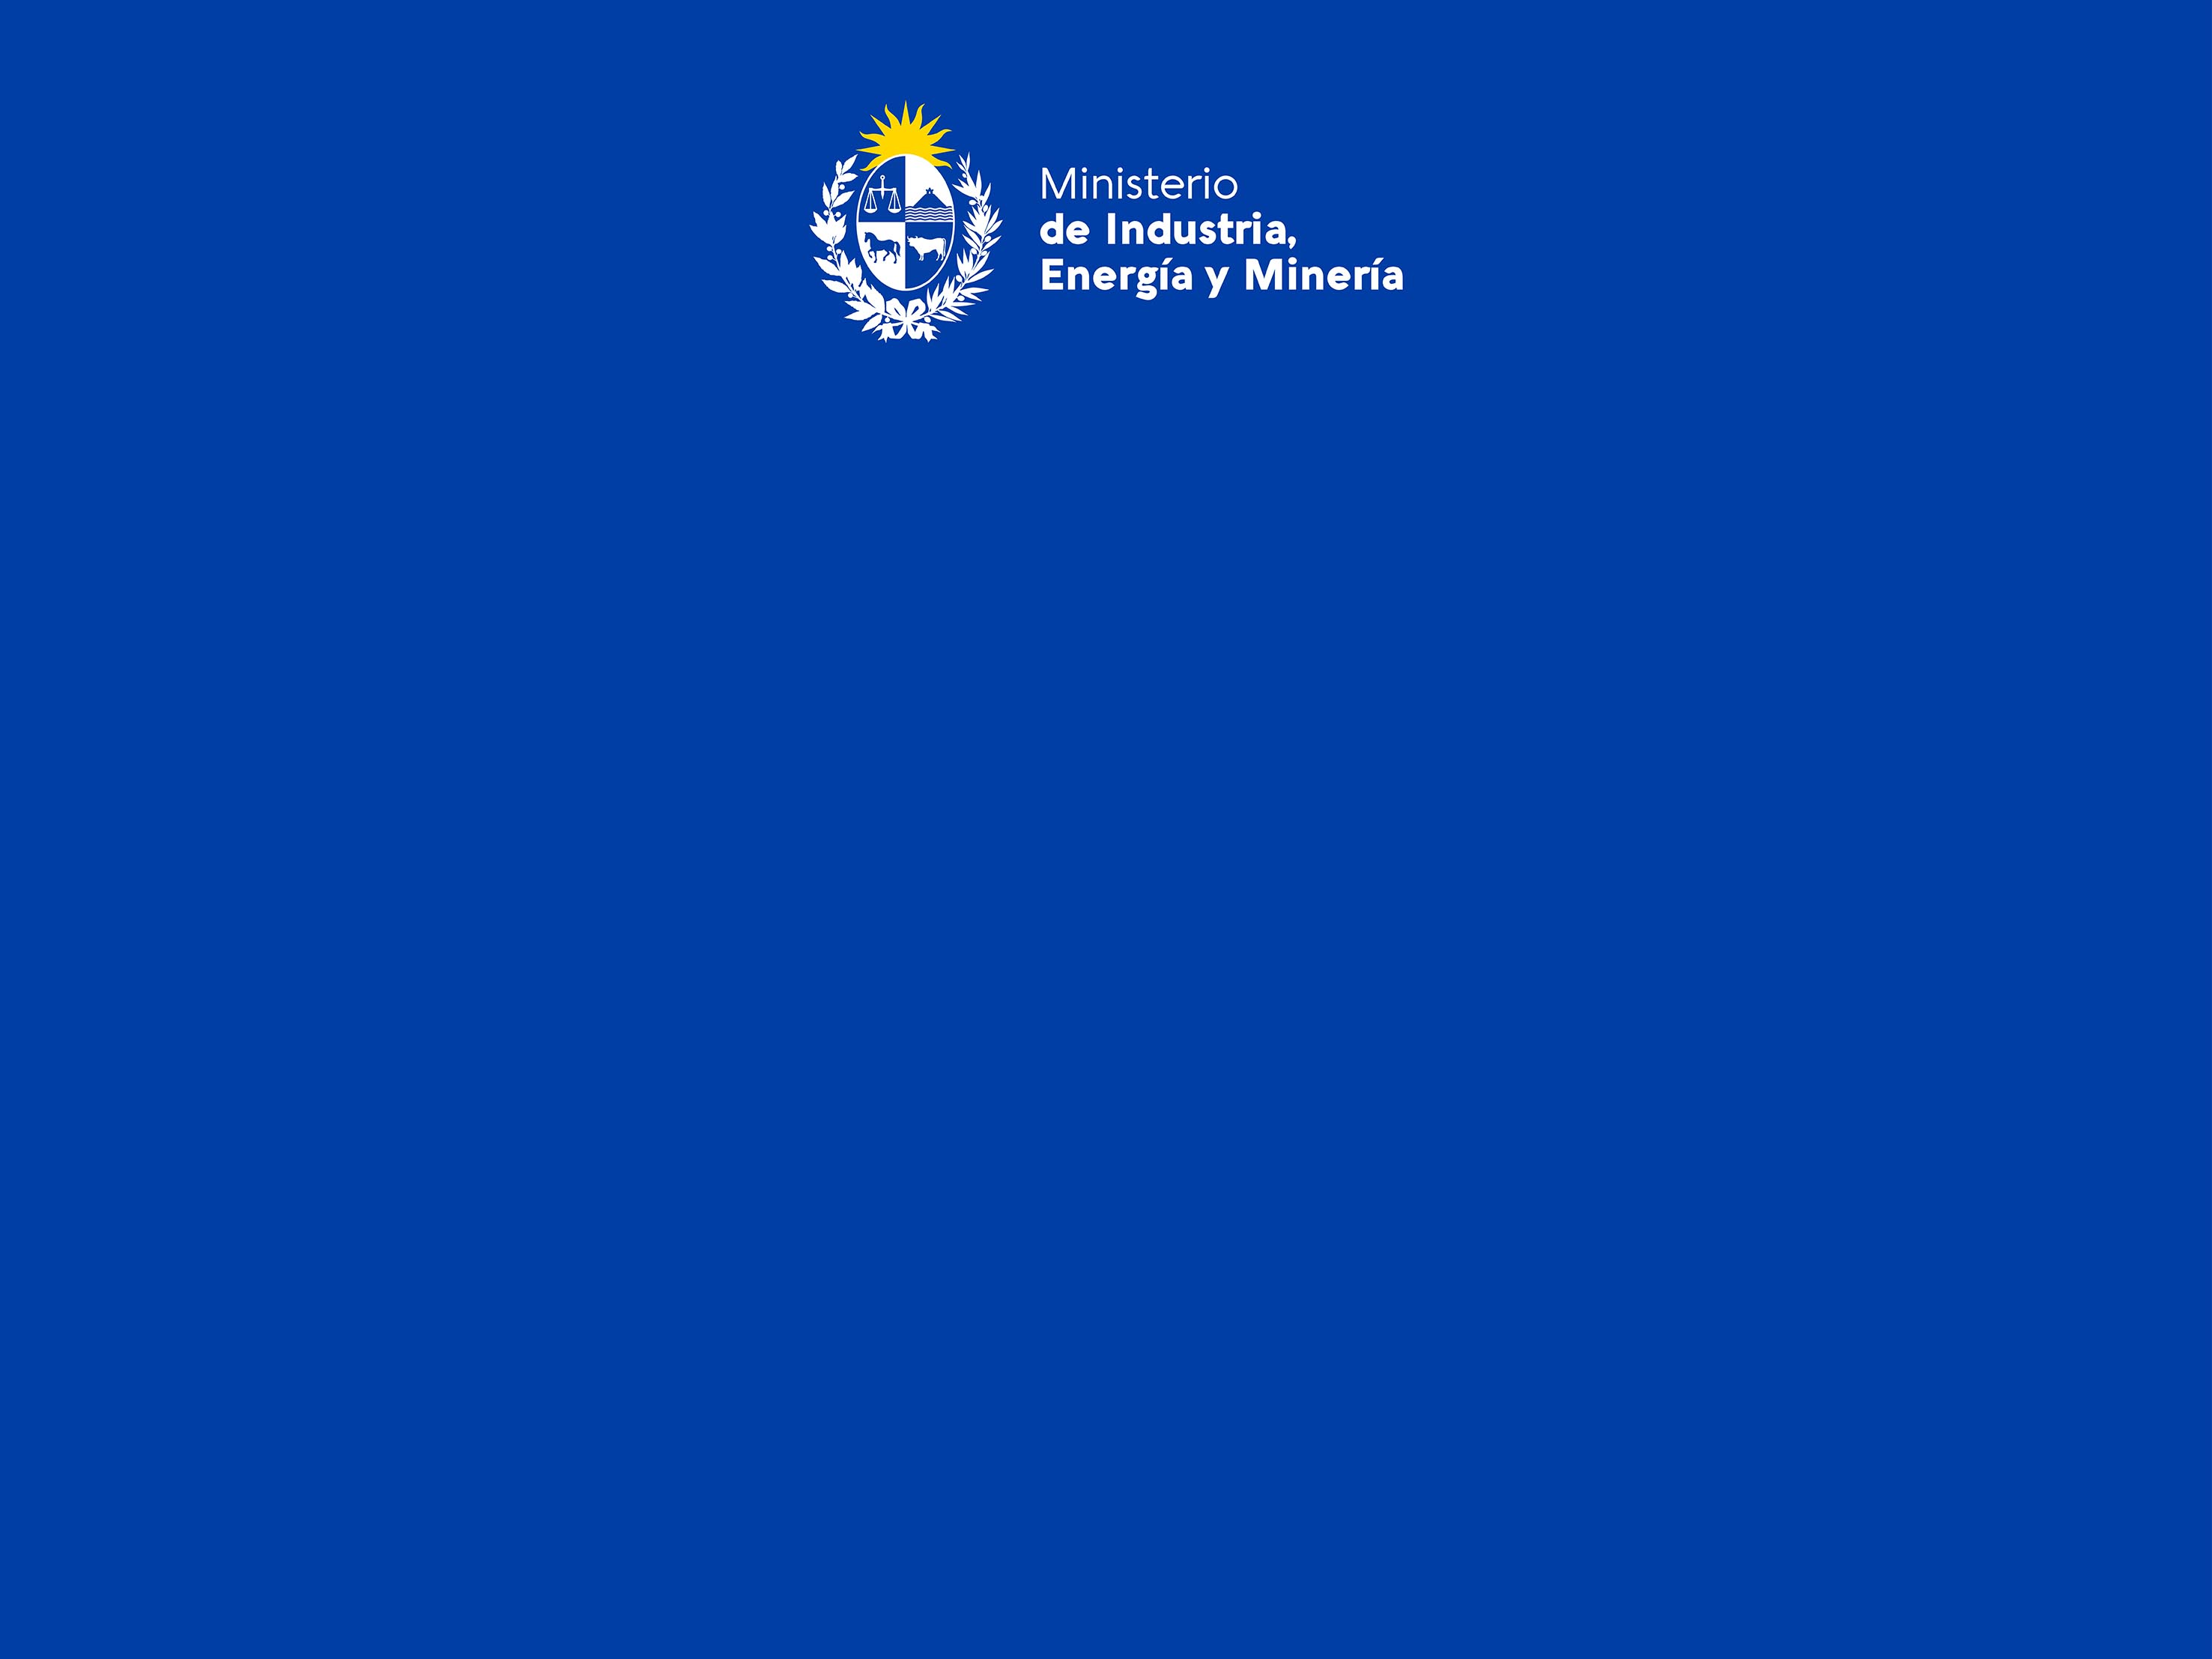 Ministerio
de Industria,
Energía y Minería